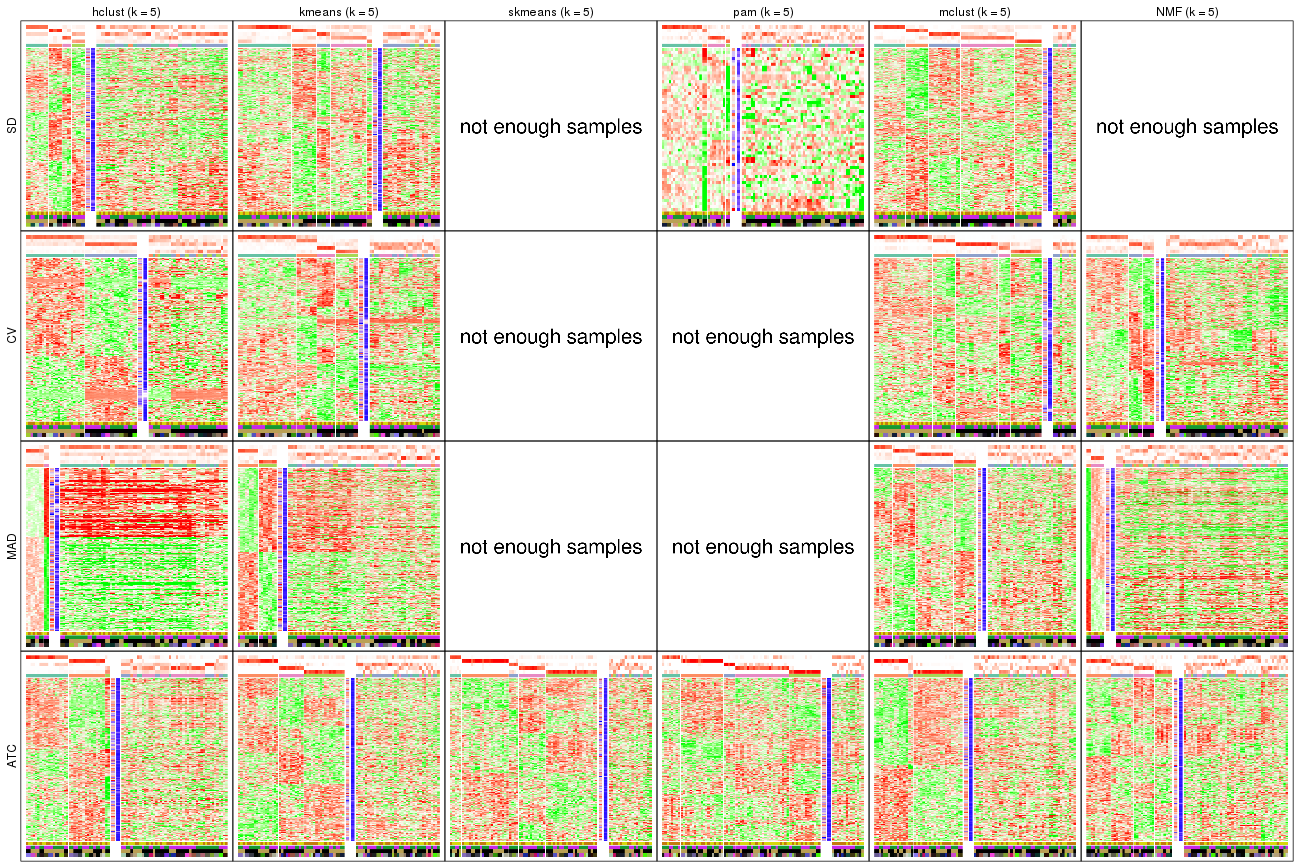 hclust (k = 5) kmeans (k = 5) skmeans (k = 5) pam (k = 5) mclust (k = 5) NMF (k = 5)
SD
not enough samples
not enough samples
CV
not enough samples
not enough samples
MAD
not enough samples
not enough samples
ATC